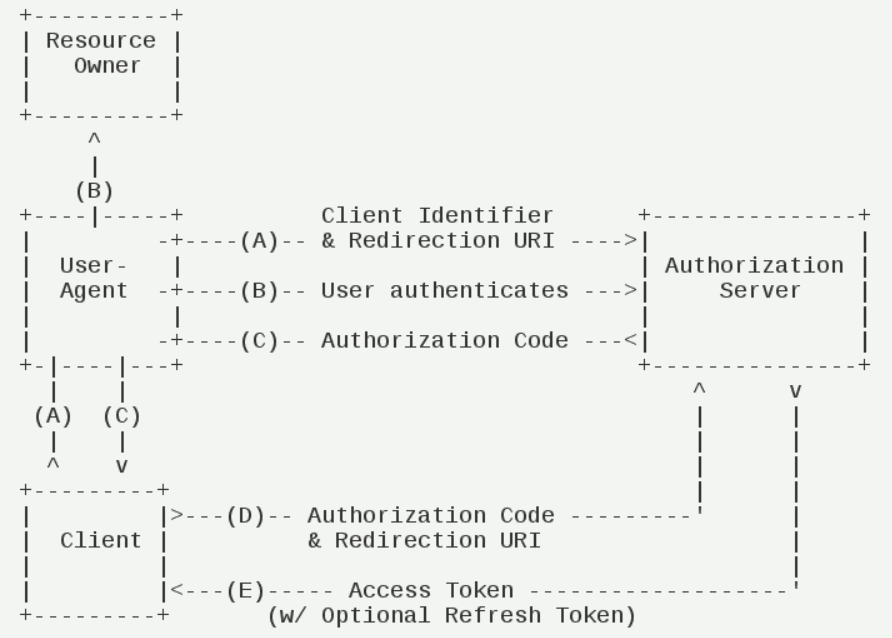 +----------+
| Resource |
|   Owner  |
|          |
+----------+
     ^
     |
    (B)
+----|-----+          Client Identifier      +---------------+
|         -+----(A)-- & Redirection URI ---->|               |
|  User-   |                                 | Authorization |
|  Agent  -+----(B)-- User authenticates --->|     Server    |
|          |                                 |               |
|         -+----(C)-- Authorization Code ---<|               |
+-|----|---+                                 +---------------+
  |    |                                         ^      v
 (A)  (C)                                        |      |
  |    |                                         |      |
  ^    v                                         |      |
+---------+                                      |      |
|         |>---(D)-- Authorization Code ---------'      |
|  Client |          & Redirection URI                  |
|         |                                             |
|         |<---(E)----- Access Token -------------------'
+---------+       (w/ Optional Refresh Token)